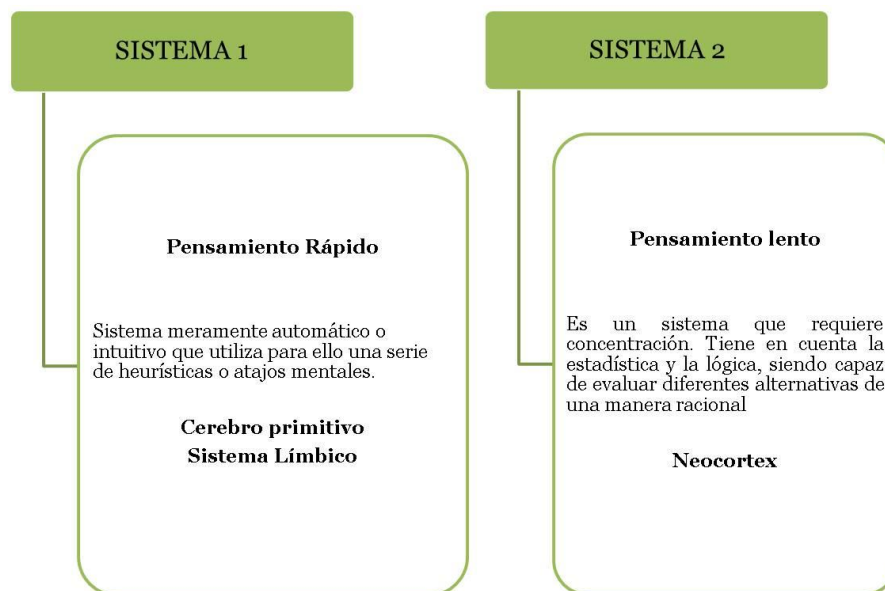 SISTEMA 1
Pensamiento Rápido
Sistema meramente automático o
intuitivo que utiliza para ello una serie
de heurísticas o atajos mentales.
Cerebro primitivo
Sistema Límbico
SISTEMA 2
Pensamiento lento
Es un sistema que requiere
concentración. Tiene en cuenta la
estadística y la lógica, siendo capaz
de evaluar diferentes alternativas de
una manera racional
Neocortex